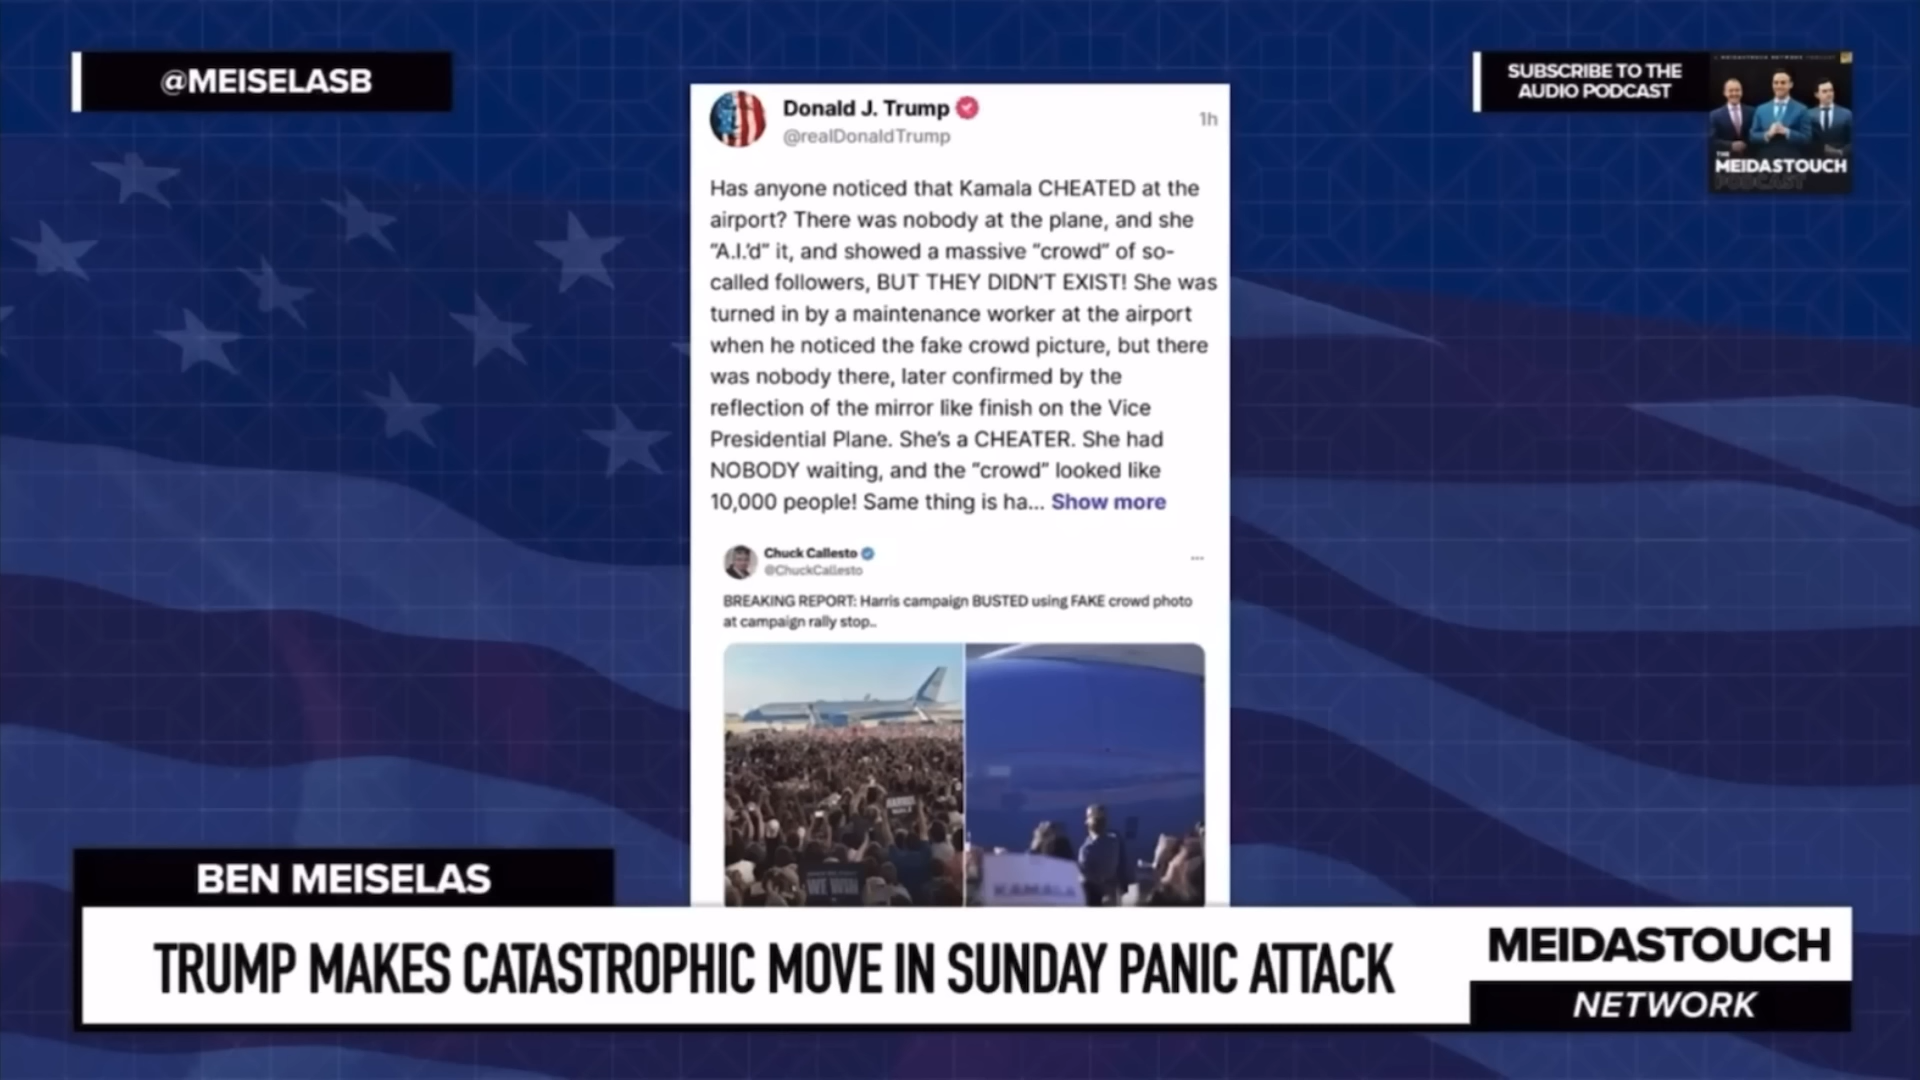 @MEISELASB
SUBSCRIBE TO THE
AUDIO PODCAST
THE
MEIDASTOUCH
PODCAST
Donald J. Trump
1h
@realDonaldTrump
Has anyone noticed that Kamala CHEATED at the
airport? There was nobody at the plane, and she
“A.I.’d” it, and showed a massive “crowd” of so-
called followers, BUT THEY DIDN’T EXIST! She was
turned in by a maintenance worker at the airport
when he noticed the fake crowd picture, but there
was nobody there, later confirmed by the
reflection of the mirror like finish on the Vice
Presidential Plane. She’s a CHEATER. She had
NOBODY waiting, and the “crowd” looked like
10,000 people! Same thing is ha... Show more
Chuck Callesto
@ChuckCallesto
BREAKING REPORT: Harris campaign BUSTED using FAKE crowd photo
at campaign rally stop..
HARRIS
WE WIN
KAMALA
BEN MEISELAS
TRUMP MAKES CATASTROPHIC MOVE IN SUNDAY PANIC ATTACK
MEIDASTOUCH
NETWORK